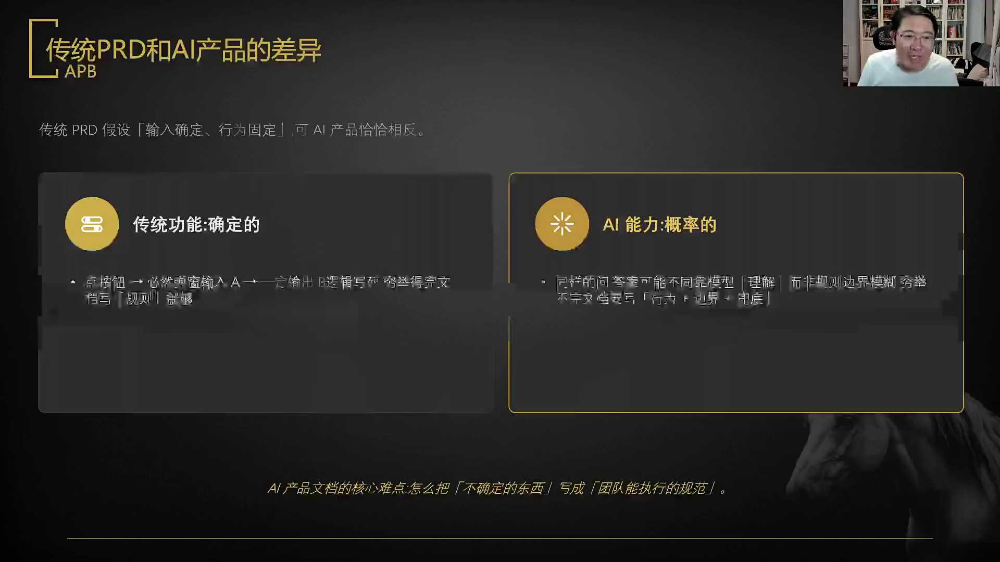 传统PRD和AI产品的差异
APB
传统 PRD 假设「输入确定、行为固定」,可 AI 产品恰恰相反。
传统功能:确定的
• 点按钮 → 必然弹窗输入 A → 一定输出 B逻辑写死 穷举得完文
档写「规则」就够
AI 能力:概率的
• 同样的问 答案可能不同靠模型「理解」而非规则边界模糊 穷举
不完文档要写「行为 + 边界 + 兜底」
AI 产品文档的核心难点:怎么把「不确定的东西」写成「团队能执行的规范」。